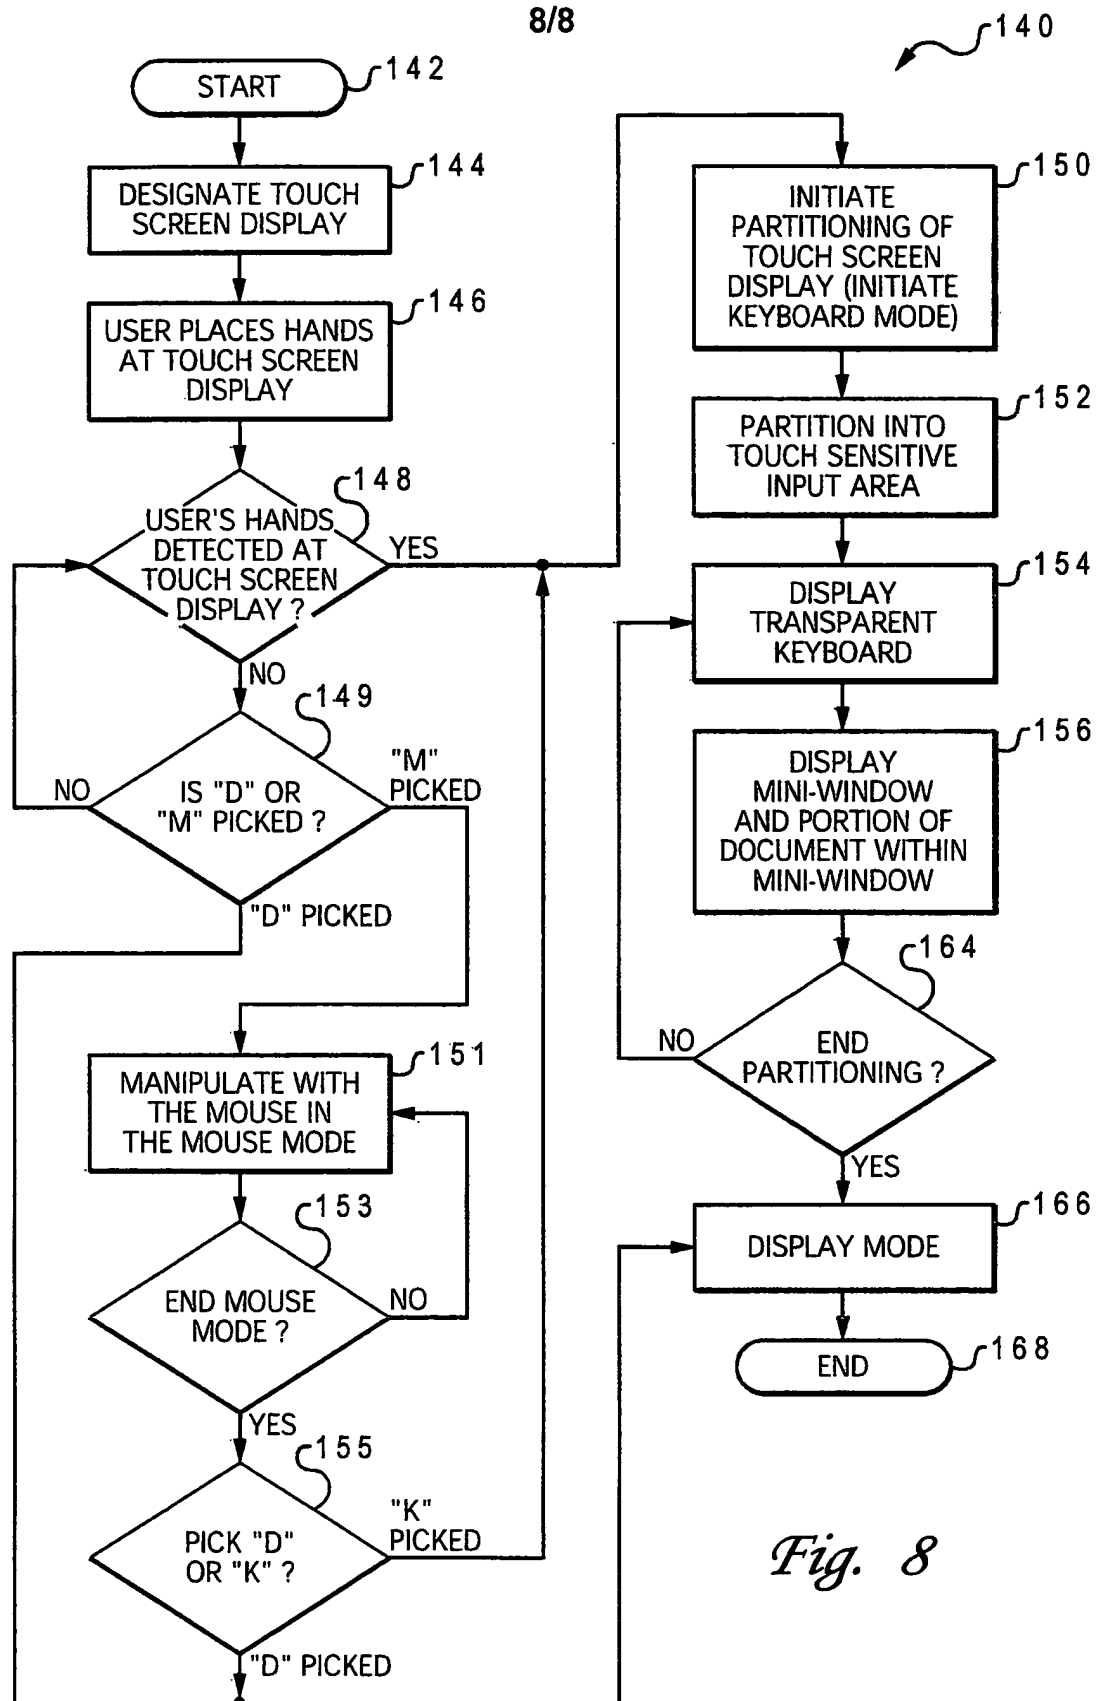 8/8
140
START
142
DESIGNATE TOUCH
SCREEN DISPLAY
144
USER PLACES HANDS
AT TOUCH SCREEN
DISPLAY
146
USER'S HANDS
DETECTED AT
TOUCH SCREEN
DISPLAY ?
148
YES
NO
149
IS "D" OR
"M" PICKED ?
NO
"M"
PICKED
"D" PICKED
MANIPULATE WITH
THE MOUSE IN
THE MOUSE MODE
151
153
END MOUSE
MODE ?
NO
YES
155
PICK "D"
OR "K" ?
"K"
PICKED
"D" PICKED
INITIATE
PARTITIONING OF
TOUCH SCREEN
DISPLAY (INITIATE
KEYBOARD MODE)
150
PARTITION INTO
TOUCH SENSITIVE
INPUT AREA
152
DISPLAY
TRANSPARENT
KEYBOARD
154
DISPLAY
MINI-WINDOW
AND PORTION OF
DOCUMENT WITHIN
MINI-WINDOW
156
164
END
PARTITIONING ?
NO
YES
DISPLAY MODE
166
END
168
Fig. 8